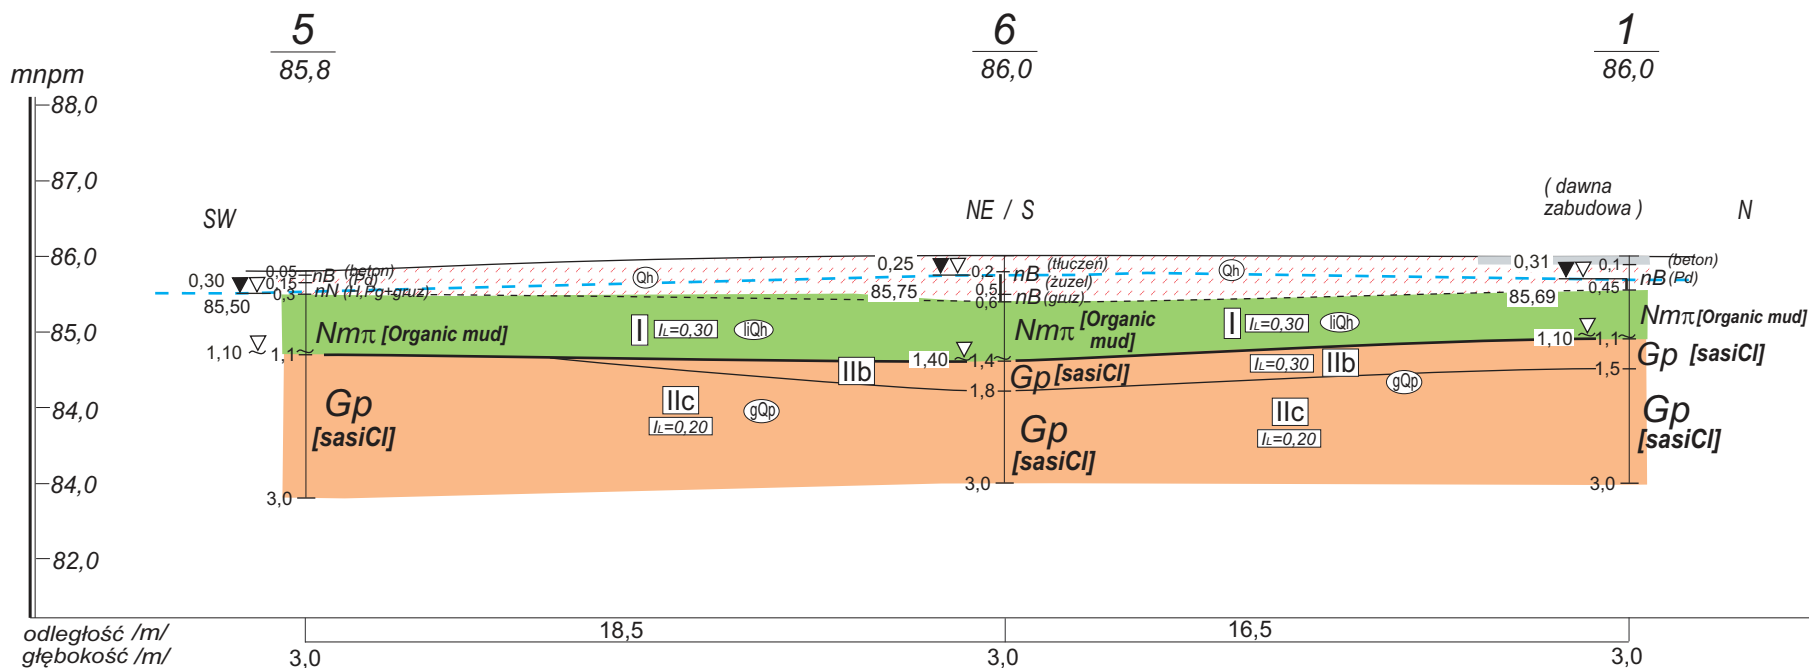 5
85,8
6
86,0
1
86,0
mnpm
88,0
87,0
86,0
85,0
84,0
84,0
82,0
SW
NE / S
( dawna
zabudowa )
N
0,30
85,50
1,10
0,05
0,15
0,3
1,1
3,0
nB (beton)
(Pd)
nN (H,Pg+gruz)
Qh
0,25
85,75
0,2
0,5
0,6
nB (tłuczeń)
(żużel)
nB (gruz)
Qh
0,31
85,69
0,1
0,45
(beton)
nB (Pd)
Nmπ [Organic mud]
I
IL=0,30
liQh
Nmπ [Organic
mud]
I
IL=0,30
liQh
Nmπ [Organic mud]
1,40
1,4
1,8
3,0
1,10
1,1
1,5
3,0
IIb
Gp [sasiCl]
IL=0,30
IIb
gQp
Gp [sasiCl]
Gp
[sasiCl]
IIc
IL=0,20
gQp
Gp
[sasiCl]
IIc
IL=0,20
Gp
[sasiCl]
odległość /m/
18,5
16,5
głębokość /m/
3,0
3,0
3,0